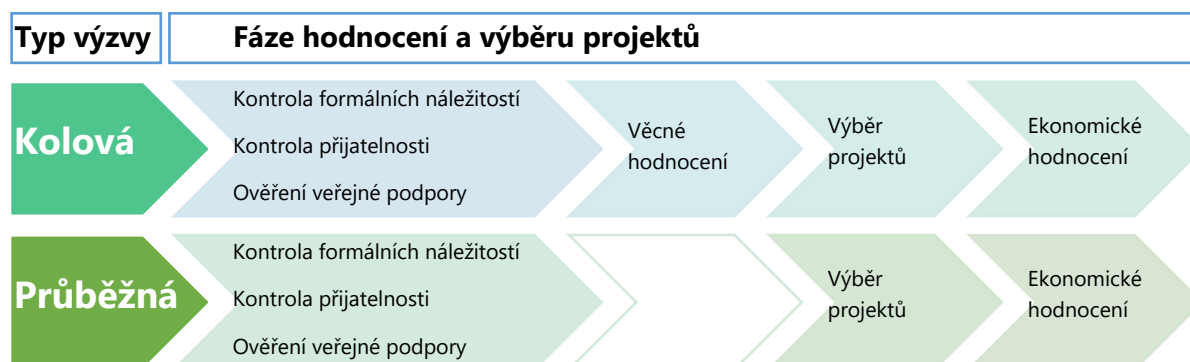 Typ výzvy
Fáze hodnocení a výběru projektů
Kolová
Kontrola formálních náležitostí
Kontrola přijatelnosti
Ověření veřejné podpory
Věcné
hodnocení
Výběr
projektů
Ekonomické
hodnocení
Průběžná
Kontrola formálních náležitostí
Kontrola přijatelnosti
Ověření veřejné podpory
Výběr
projektů
Ekonomické
hodnocení